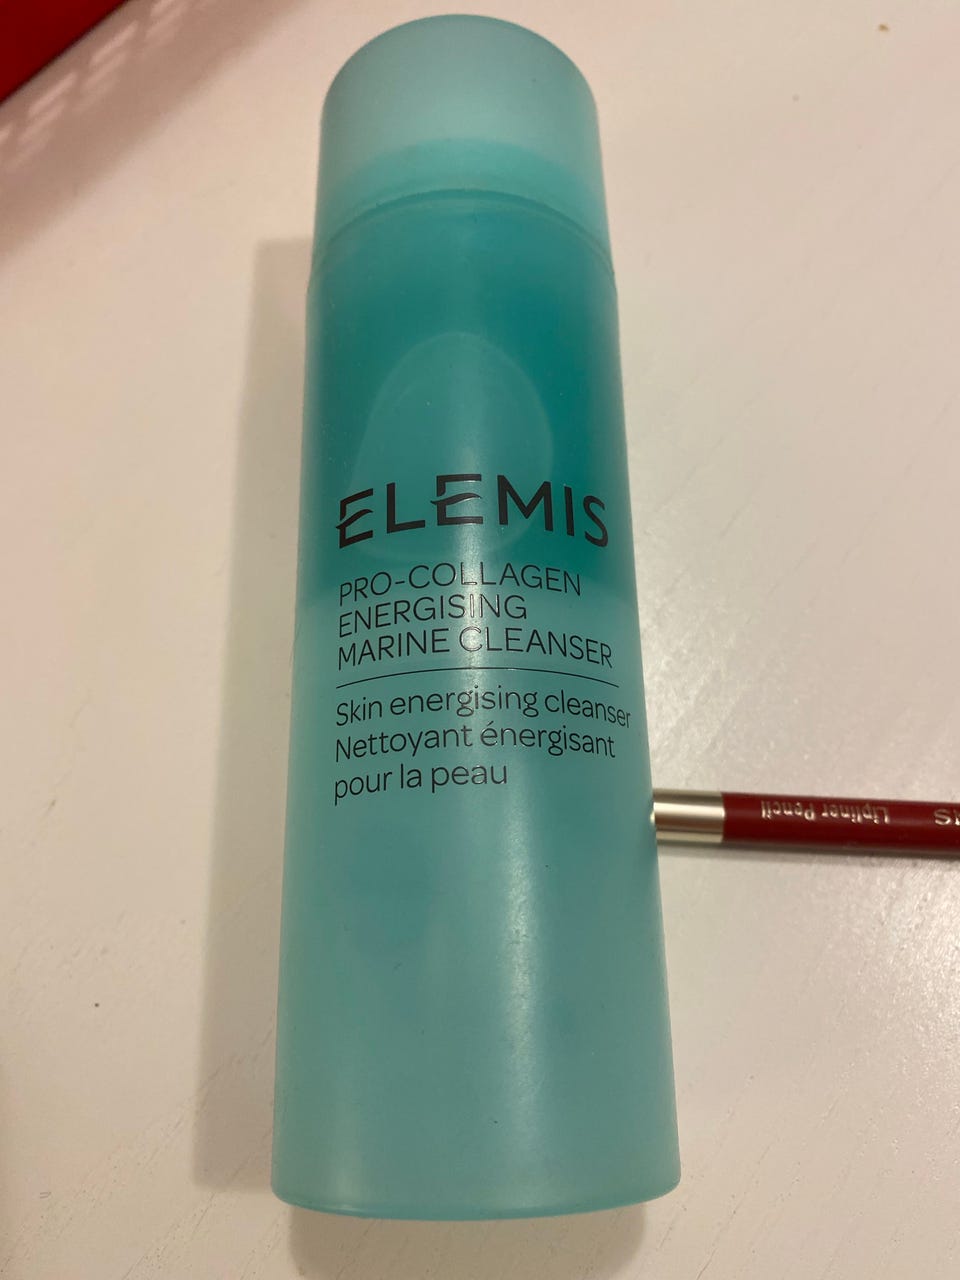 ELEMIS
PRO-COLLAGEN
ENERGISING
MARINE CLEANSER
Skin energising cleanser
Nettoyant énergisant
pour la peau
Lipliner Pencil